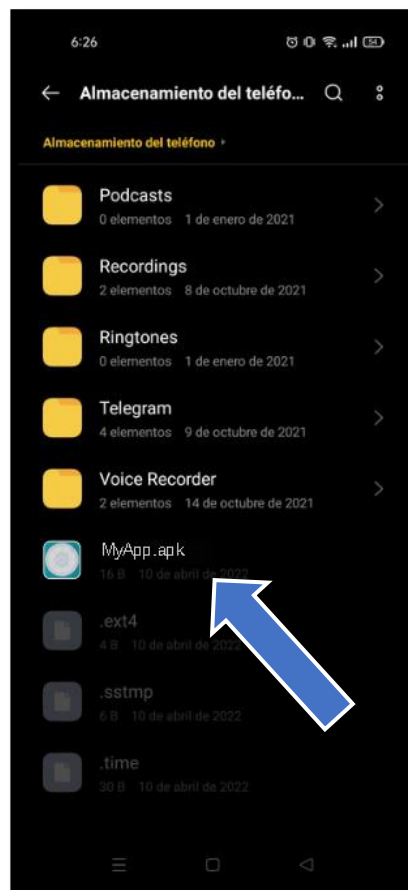 6:26
54
Almacenamiento del teléfo...
Almacenamiento del teléfono
Podcasts
0 elementos 1 de enero de 2021
Recordings
2 elementos 8 de octubre de 2021
Ringtones
0 elementos 1 de enero de 2021
Telegram
4 elementos 9 de octubre de 2021
Voice Recorder
2 elementos 14 de octubre de 2021
MyApp.apk
16 B 10 de abril de 2022
.ext4
4 B 10 de abril de 2022
.sstmp
6 B 10 de abril de 2022
.time
30 B 10 de abril de 2022